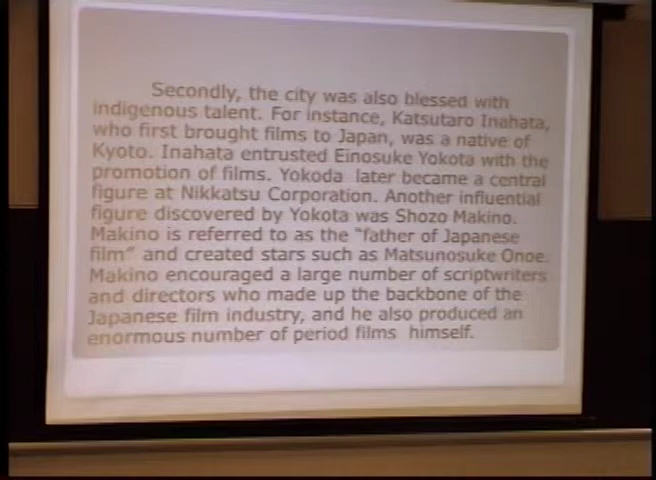 Secondly, the city was also blessed with
indigenous talent. For instance, Katsutaro Inahata,
who first brought films to Japan, was a native of
Kyoto. Inahata entrusted Einosuke Yokota with the
promotion of films. Yokoda later became a central
figure at Nikkatsu Corporation. Another influential
figure discovered by Yokota was Shozo Makino.
Makino is referred to as the "father of Japanese
film" and created stars such as Matsunosuke Onoe.
Makino encouraged a large number of scriptwriters
and directors who made up the backbone of the
Japanese film industry, and he also produced an
enormous number of period films himself.